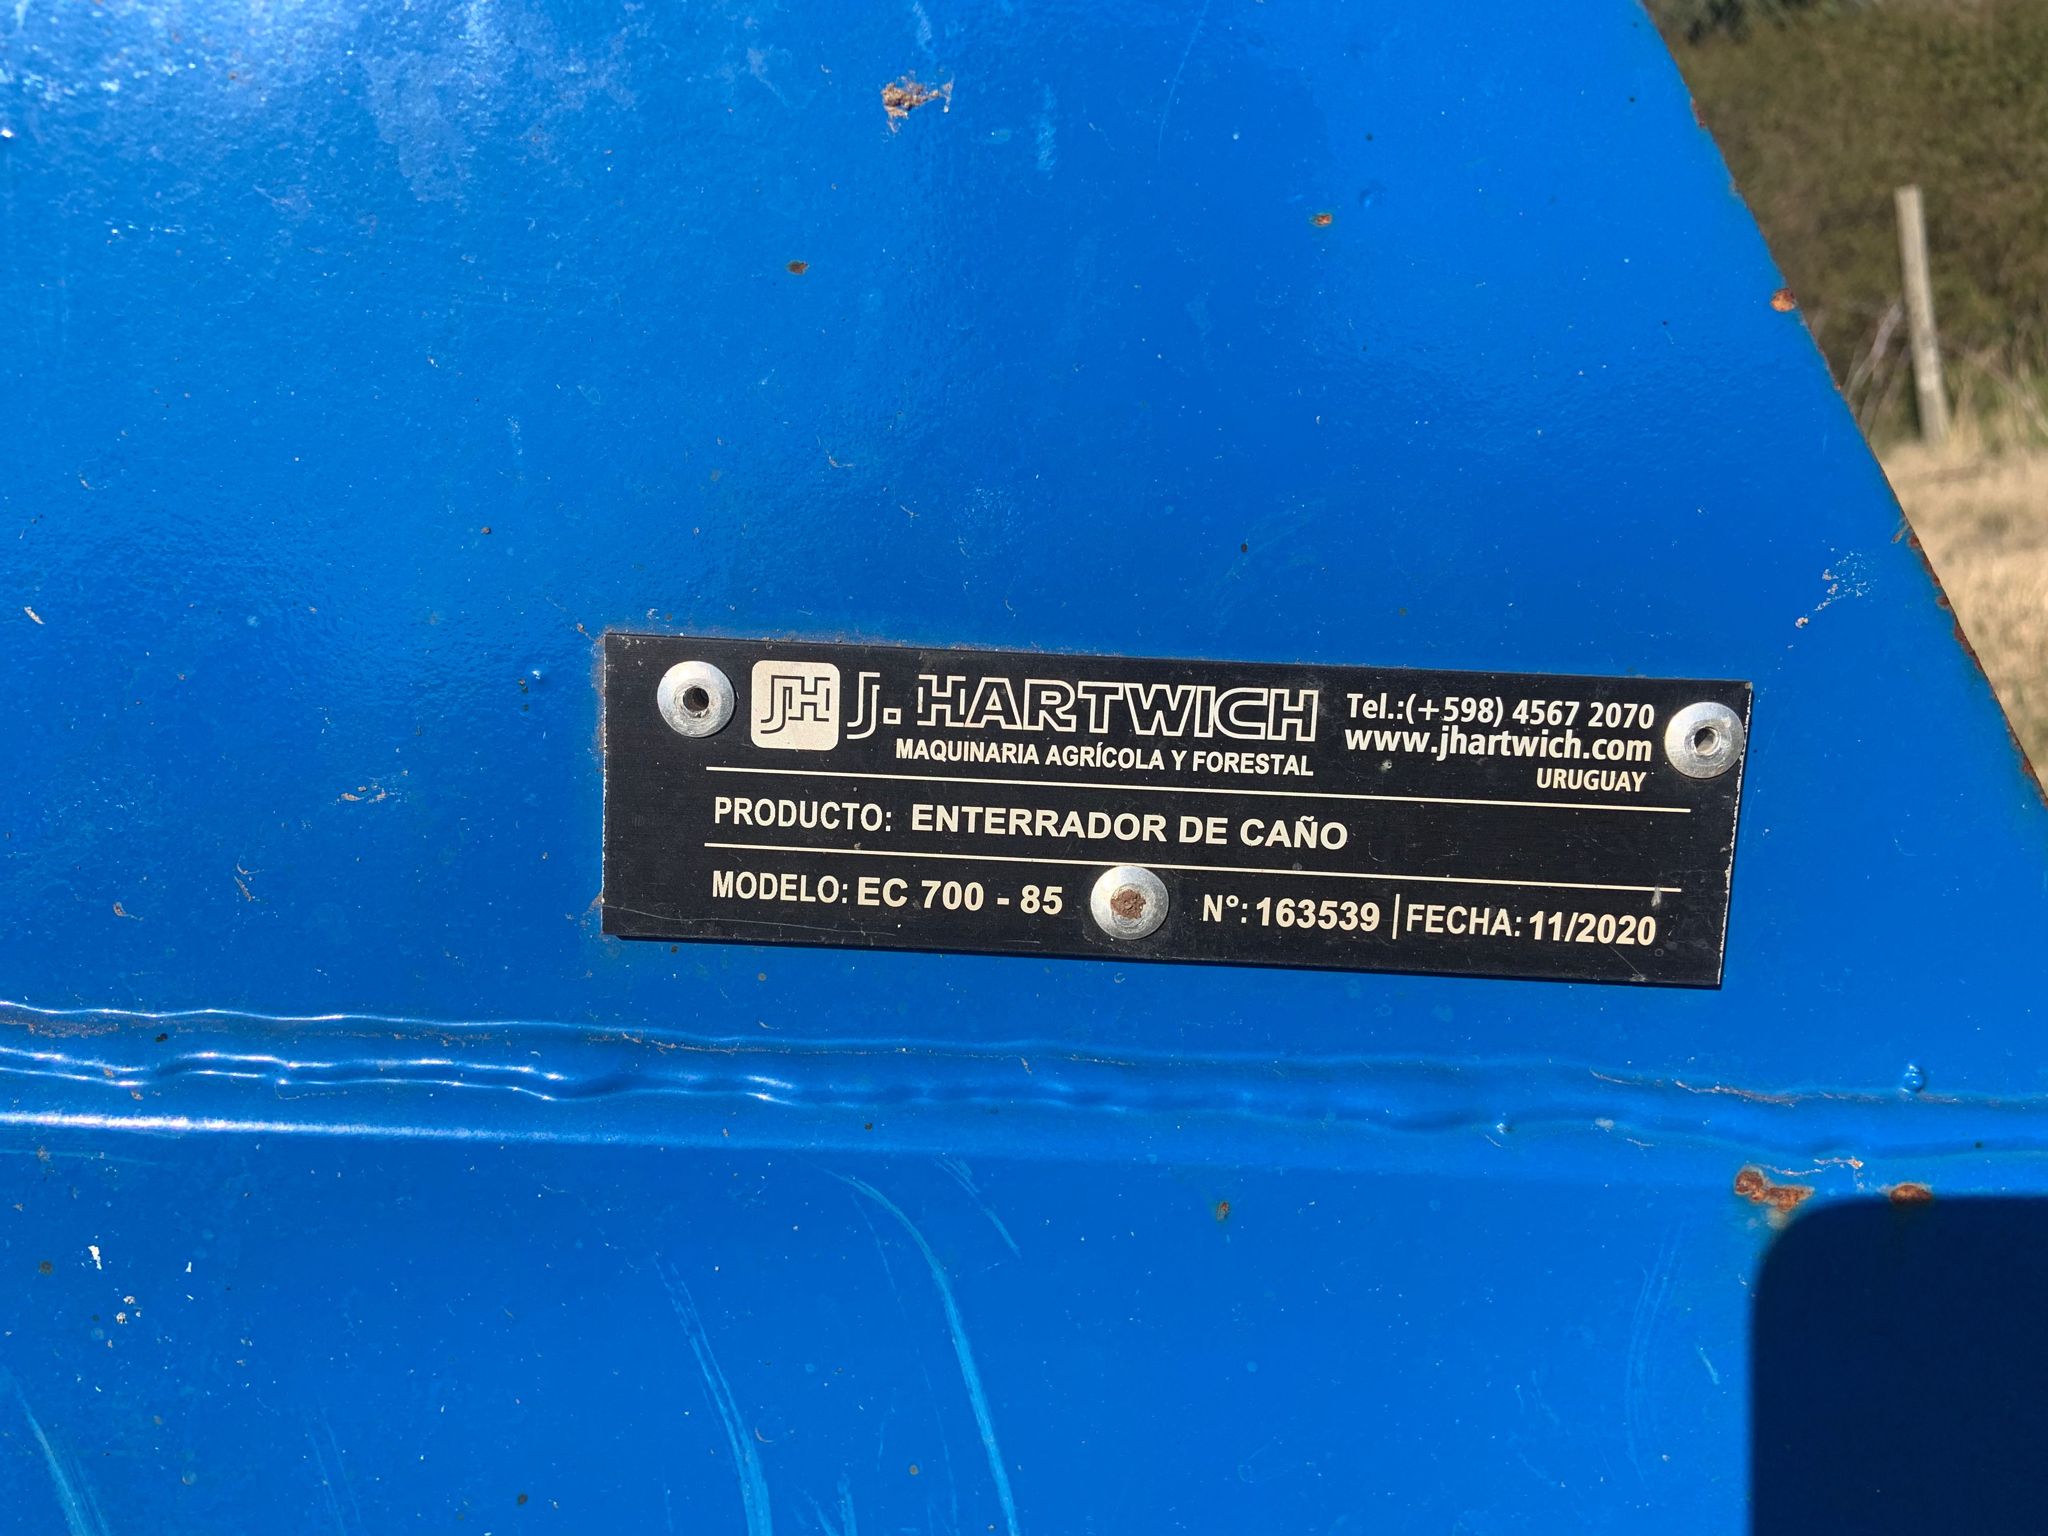 JH J. HARTWICH
MAQUINARIA AGRÍCOLA Y FORESTAL
Tel.:(+598) 4567 2070
www.jhartwich.com
URUGUAY
PRODUCTO: ENTERRADOR DE CAÑO
MODELO: EC 700 - 85
N°: 163539 | FECHA: 11/2020